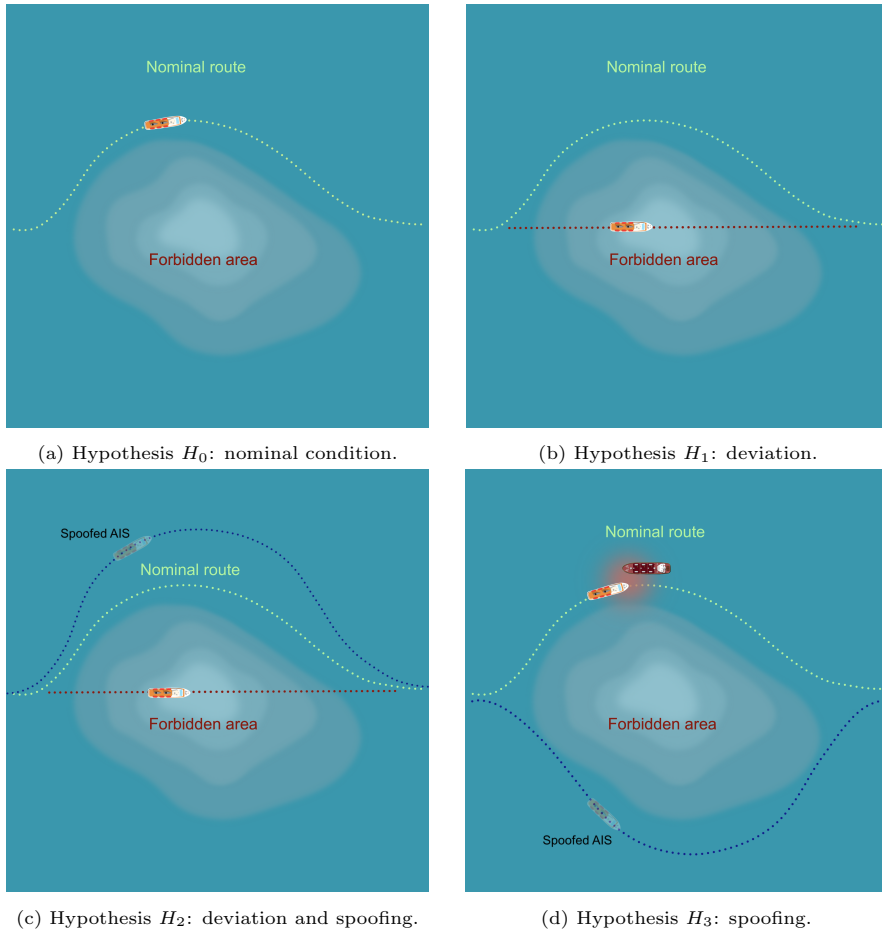 Nominal route
Forbidden area
(a) Hypothesis H₀: nominal condition.
Nominal route
Forbidden area
(b) Hypothesis H₁: deviation.
Spoofed AIS
Nominal route
Forbidden area
(c) Hypothesis H₂: deviation and spoofing.
Nominal route
Forbidden area
Spoofed AIS
(d) Hypothesis H₃: spoofing.